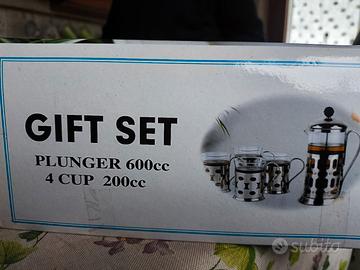 GIFT SET
PLUNGER 600cc
4 CUP 200cc
subito